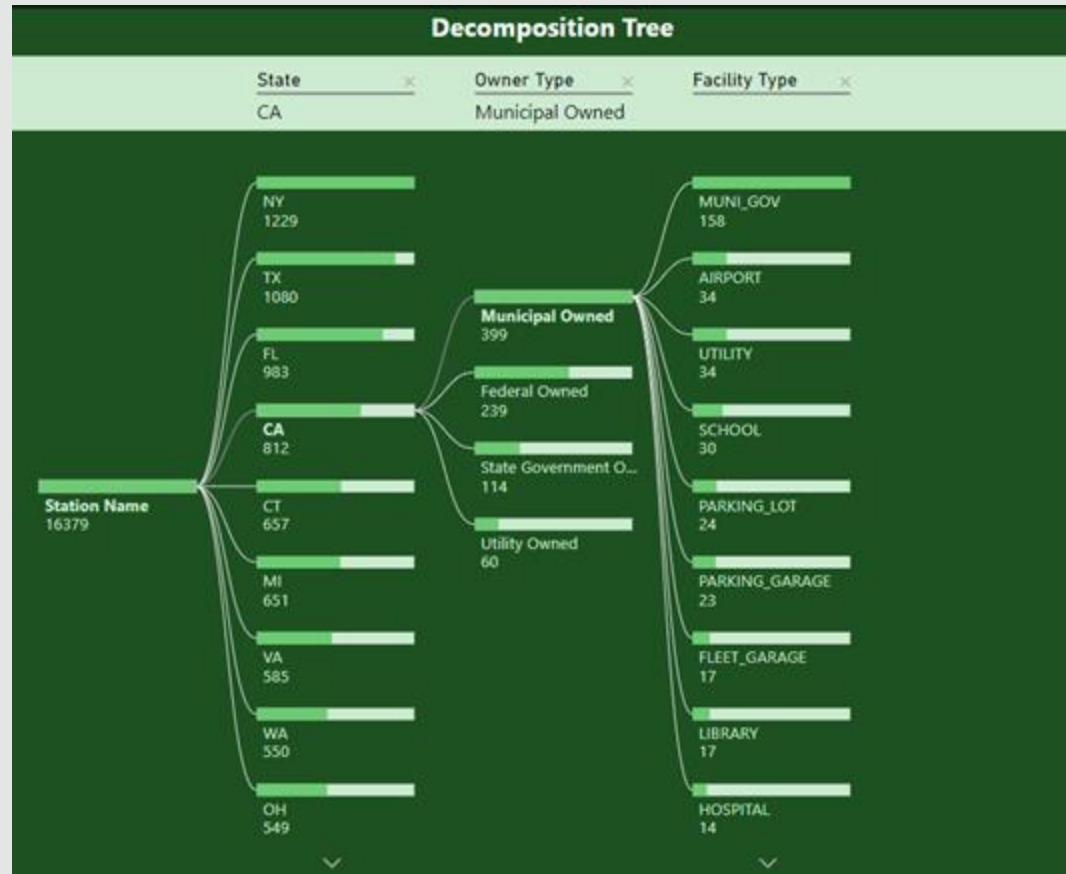 Decomposition Tree
State × Owner Type × Facility Type ×
CA Municipal Owned
Station Name
16379
NY
1229
TX
1080
FL
983
CA
812
CT
657
MI
651
VA
585
WA
550
OH
549
Municipal Owned
399
Federal Owned
239
State Government O...
114
Utility Owned
60
MUNI_GOV
158
AIRPORT
34
UTILITY
34
SCHOOL
30
PARKING_LOT
24
PARKING_GARAGE
23
FLEET_GARAGE
17
LIBRARY
17
HOSPITAL
14